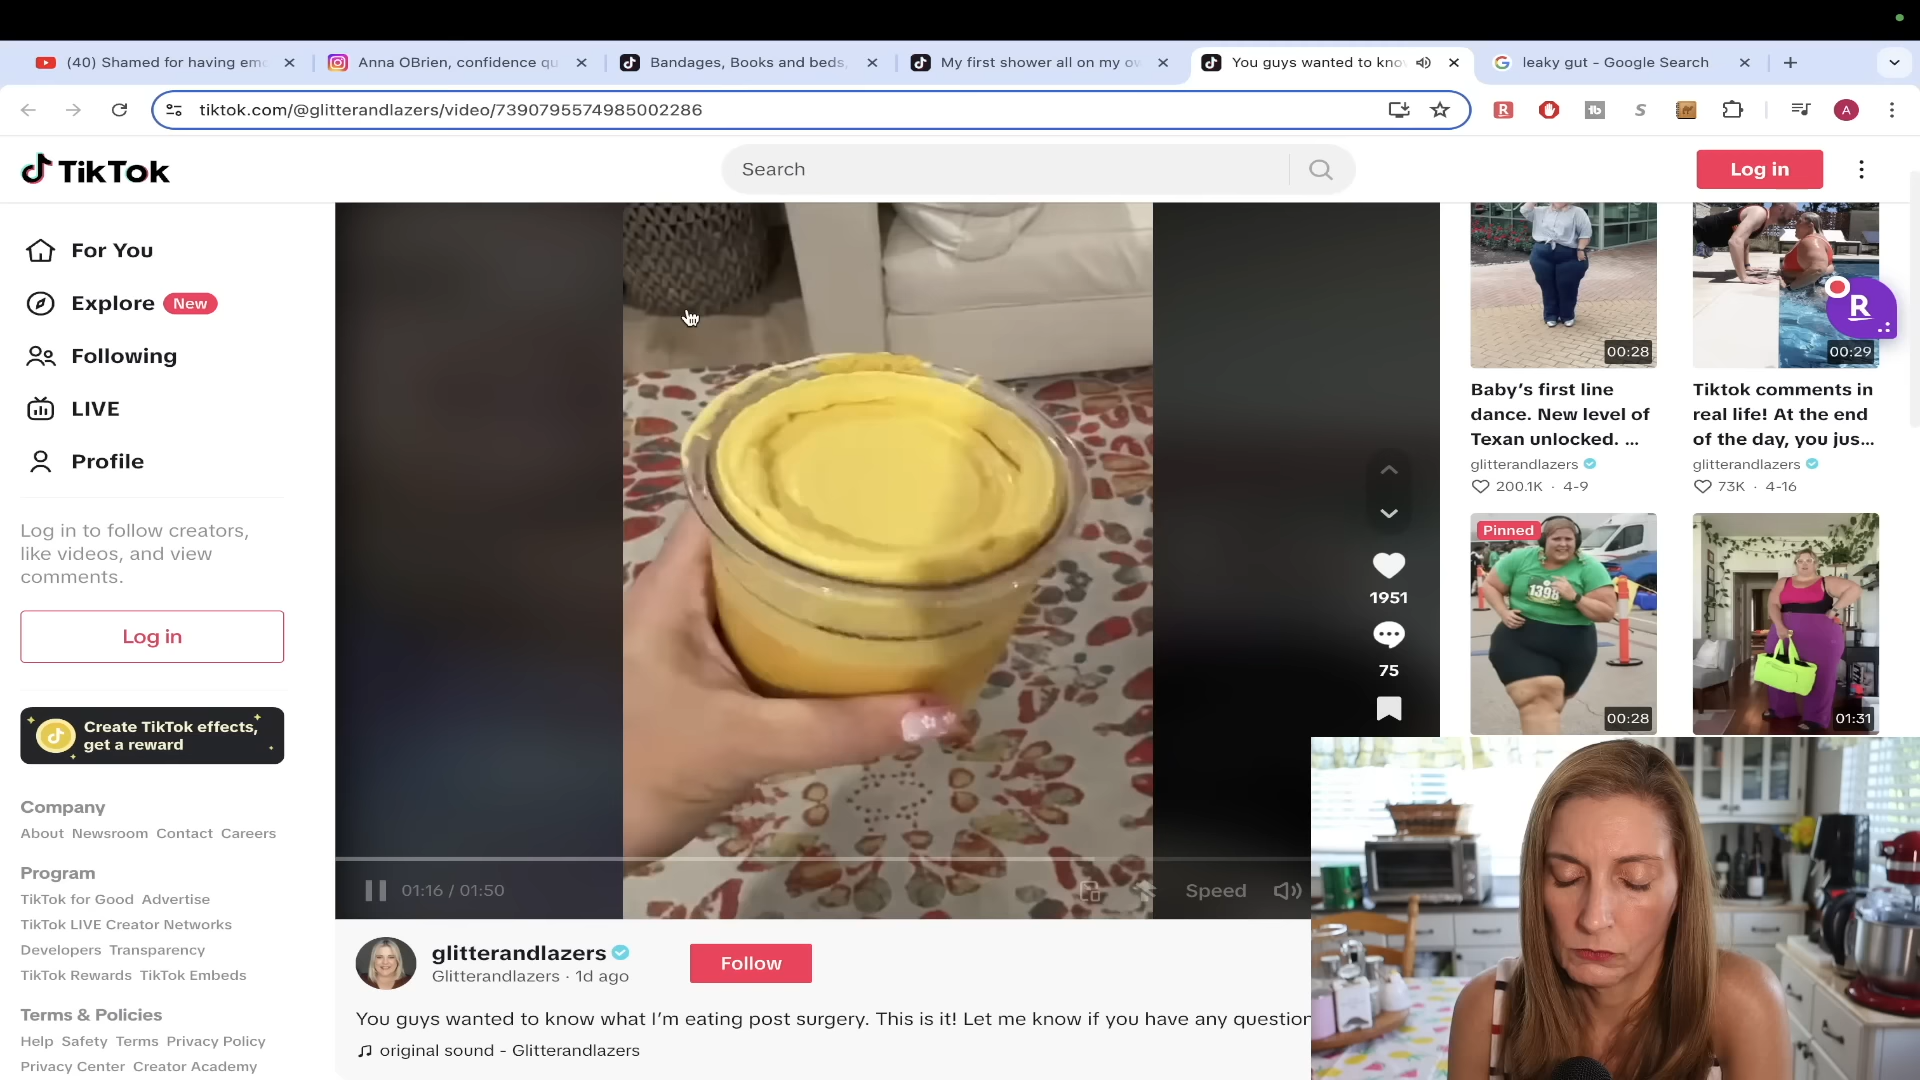 (40) Shamed for having emo
Anna OBrien, confidence qu
Bandages, Books and beds,
My first shower all on my ow
You guys wanted to kno
leaky gut - Google Search
tiktok.com/@glitterandlazers/video/7390795574985002286
R
tb
S
A
TikTok
Search
Log in
For You
Explore New
Following
LIVE
Profile
Log in to follow creators,
like videos, and view
comments.
Log in
Create TikTok effects,
get a reward
Company
About Newsroom Contact Careers
Program
TikTok for Good Advertise
TikTok LIVE Creator Networks
Developers Transparency
TikTok Rewards TikTok Embeds
Terms & Policies
Help Safety Terms Privacy Policy
Privacy Center Creator Academy
1951
75
01:16 / 01:50
Speed
glitterandlazers
Glitterandlazers · 1d ago
Follow
You guys wanted to know what I'm eating post surgery. This is it! Let me know if you have any question
original sound - Glitterandlazers
00:28
Baby's first line
dance. New level of
Texan unlocked. ...
glitterandlazers
200.1K · 4-9
00:29
R
Tiktok comments in
real life! At the end
of the day, you jus...
glitterandlazers
73K · 4-16
Pinned
1398
00:28
01:31